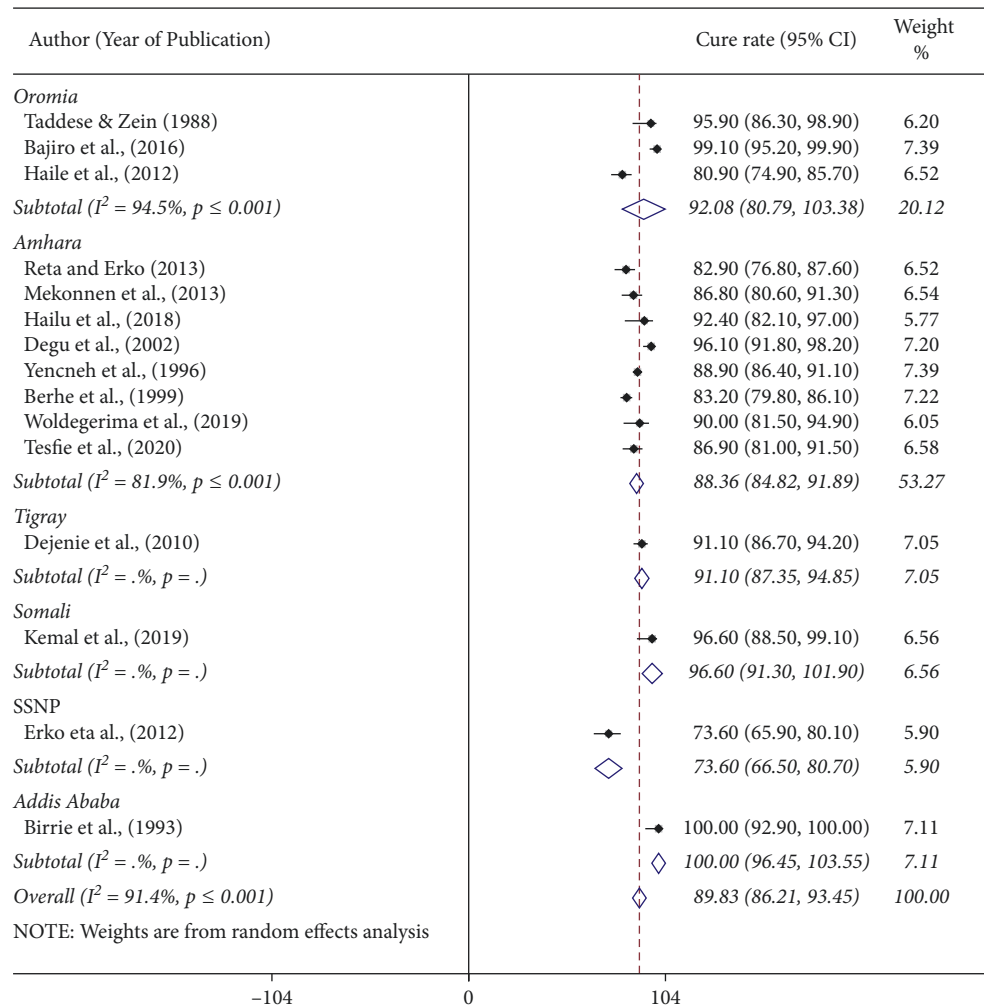 Author (Year of Publication) Cure rate (95% CI) Weight %
Oromia
Taddese & Zein (1988) 95.90 (86.30, 98.90) 6.20
Bajiro et al., (2016) 99.10 (95.20, 99.90) 7.39
Haile et al., (2012) 80.90 (74.90, 85.70) 6.52
Subtotal (I² = 94.5%, p ≤ 0.001) 92.08 (80.79, 103.38) 20.12
Amhara
Reta and Erko (2013) 82.90 (76.80, 87.60) 6.52
Mekonnen et al., (2013) 86.80 (80.60, 91.30) 6.54
Hailu et al., (2018) 92.40 (82.10, 97.00) 5.77
Degu et al., (2002) 96.10 (91.80, 98.20) 7.20
Yencneh et al., (1996) 88.90 (86.40, 91.10) 7.39
Berhe et al., (1999) 83.20 (79.80, 86.10) 7.22
Woldegerima et al., (2019) 90.00 (81.50, 94.90) 6.05
Tesfie et al., (2020) 86.90 (81.00, 91.50) 6.58
Subtotal (I² = 81.9%, p ≤ 0.001) 88.36 (84.82, 91.89) 53.27
Tigray
Dejenie et al., (2010) 91.10 (86.70, 94.20) 7.05
Subtotal (I² = .%, p = .) 91.10 (87.35, 94.85) 7.05
Somali
Kemal et al., (2019) 96.60 (88.50, 99.10) 6.56
Subtotal (I² = .%, p = .) 96.60 (91.30, 101.90) 6.56
SSNP
Erko eta al., (2012) 73.60 (65.90, 80.10) 5.90
Subtotal (I² = .%, p = .) 73.60 (66.50, 80.70) 5.90
Addis Ababa
Birrie et al., (1993) 100.00 (92.90, 100.00) 7.11
Subtotal (I² = .%, p = .) 100.00 (96.45, 103.55) 7.11
Overall (I² = 91.4%, p ≤ 0.001) 89.83 (86.21, 93.45) 100.00
NOTE: Weights are from random effects analysis
–104 0 104